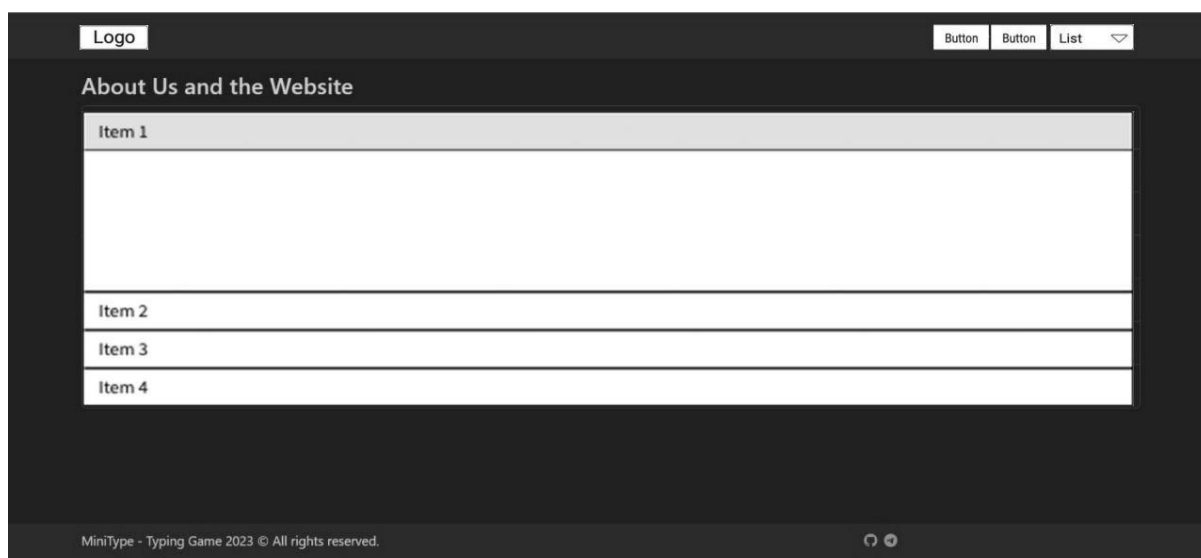 Logo
Button Button List
About Us and the Website
Item 1
Item 2
Item 3
Item 4
MiniType - Typing Game 2023 © All rights reserved.